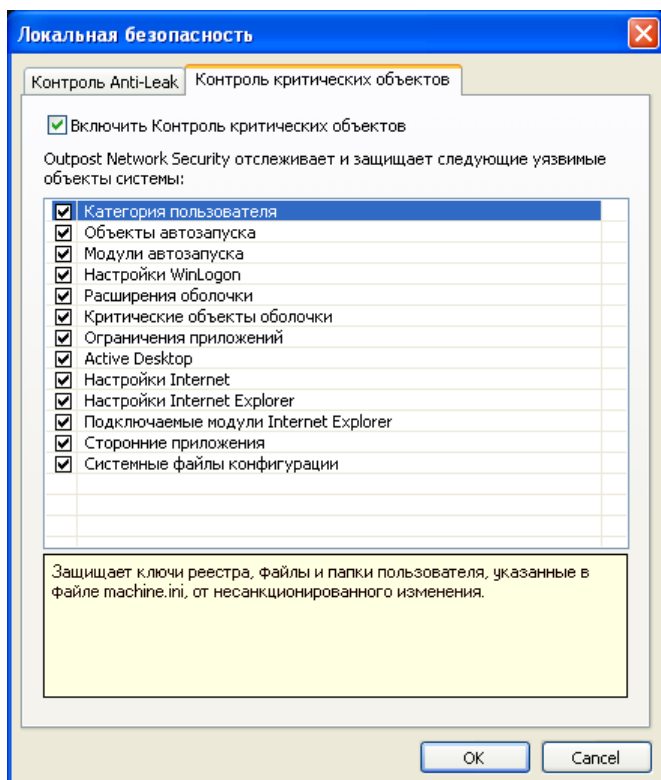 Локальная безопасность
Контроль Anti-Leak
Контроль критических объектов
Включить Контроль критических объектов
Outpost Network Security отслеживает и защищает следующие уязвимые
объекты системы:
Категория пользователя
Объекты автозапуска
Модули автозапуска
Настройки WinLogon
Расширения оболочки
Критические объекты оболочки
Ограничения приложений
Active Desktop
Настройки Internet
Настройки Internet Explorer
Подключаемые модули Internet Explorer
Сторонние приложения
Системные файлы конфигурации
Защищает ключи реестра, файлы и папки пользователя, указанные в
файле machine.ini, от несанкционированного изменения.
OK
Cancel